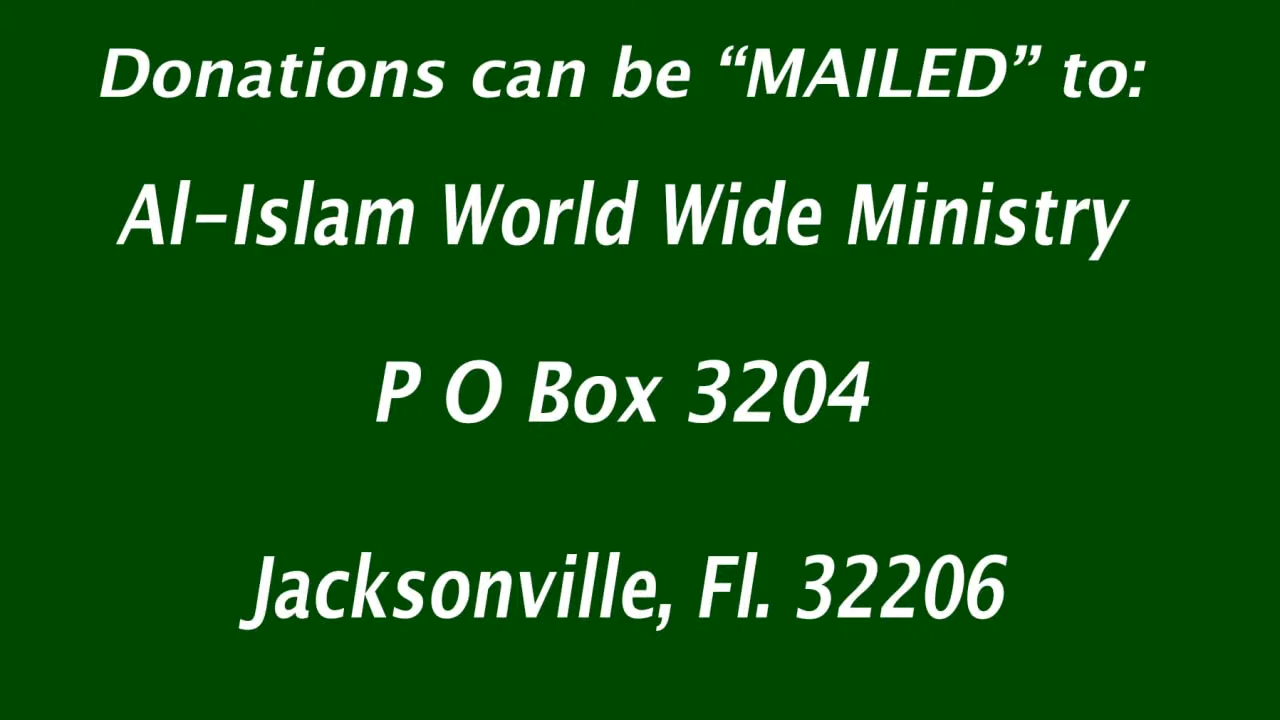 Donations can be “MAILED” to:
Al-Islam World Wide Ministry
P O Box 3204
Jacksonville, Fl. 32206